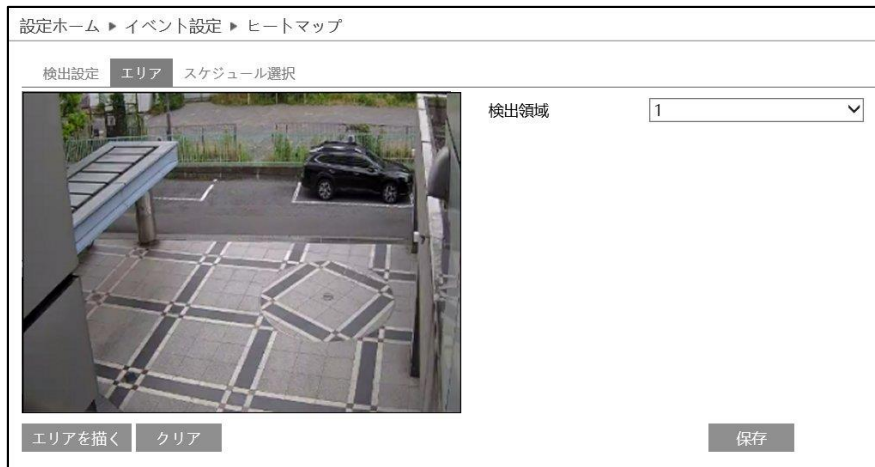 設定ホーム ▶ イベント設定 ▶ ヒートマップ
検出設定 エリア スケジュール選択
検出領域 1
エリアを描く クリア 保存